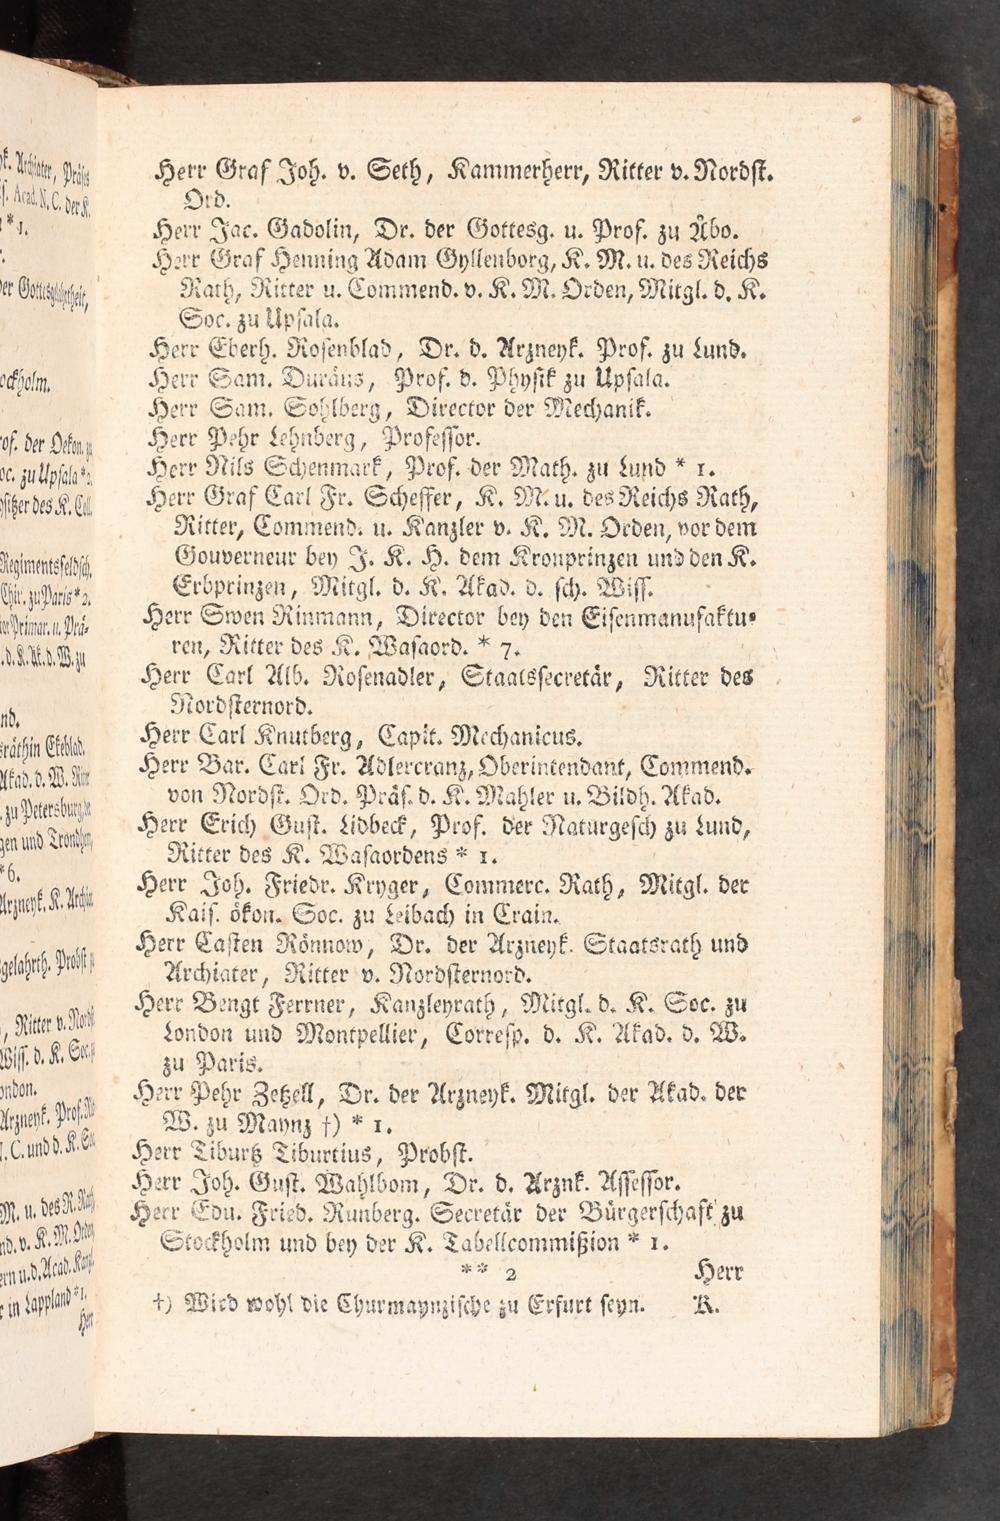 Herr Graf Joh. v. Seth, Kammerherr, Ritter v. Nordst.
Ord.
Herr Jac. Gadolin, Dr. der Gottesg. u. Prof. zu Åbo.
Herr Graf Henning Adam Gyllenborg, K. M. u. des Reichs
Rath, Ritter u. Commend. v. K. M. Orden, Mitgl. d. K.
Soc. zu Upsala.
Herr Eberh. Rosenblad, Dr. d. Arzneyk. Prof. zu Lund.
Herr Sam. Duräus, Prof. d. Physik zu Upsala.
Herr Sam. Sohlberg, Director der Mechanik.
Herr Pehr Lehnberg, Professor.
Herr Nils Schenmark, Prof. der Math. zu Lund * 1.
Herr Graf Carl Fr. Scheffer, K. M. u. des Reichs Rath,
Ritter, Commend. u. Kanzler v. K. M. Orden, vor dem
Gouverneur bey J. K. H. dem Kronprinzen und den K.
Erbprinzen, Mitgl. d. K. Akad. d. sch. Wiss.
Herr Swen Rinmann, Director bey den Eisenmanufaktu-
ren, Ritter des K. Wasaord. * 7.
Herr Carl Alb. Rosenadler, Staatssecretär, Ritter des
Nordsternord.
Herr Carl Knutberg, Capit. Mechanicus.
Herr Bar. Carl Fr. Adlercranz, Oberintendant, Commend.
von Nordst. Ord. Präs. d. K. Mahler u. Bildh. Akad.
Herr Erich Gust. Lidbeck, Prof. der Naturgesch zu Lund,
Ritter des K. Wasaordens * 1.
Herr Joh. Friedr. Kryger, Commerc. Rath, Mitgl. der
Kais. ökon. Soc. zu Leibach in Crain.
Herr Casten Rönnow, Dr. der Arzneyk. Staatsrath und
Archiater, Ritter v. Nordsternord.
Herr Bengt Ferrner, Kanzleyrath, Mitgl. d. K. Soc. zu
London und Montpellier, Corresp. d. K. Akad. d. W.
zu Paris.
Herr Pehr Zetzell, Dr. der Arzneyk. Mitgl. der Akad. der
W. zu Maynz †) * 1.
Herr Tiburtz Tiburtius, Probst.
Herr Joh. Gust. Wahlbom, Dr. d. Arznk. Assessor.
Herr Edu. Fried. Runberg. Secretär der Bürgerschaft zu
Stockholm und bey der K. Tabellcommißion * 1.
** 2 Herr
†) Wird wohl die Churmaynzische zu Erfurt seyn. K.